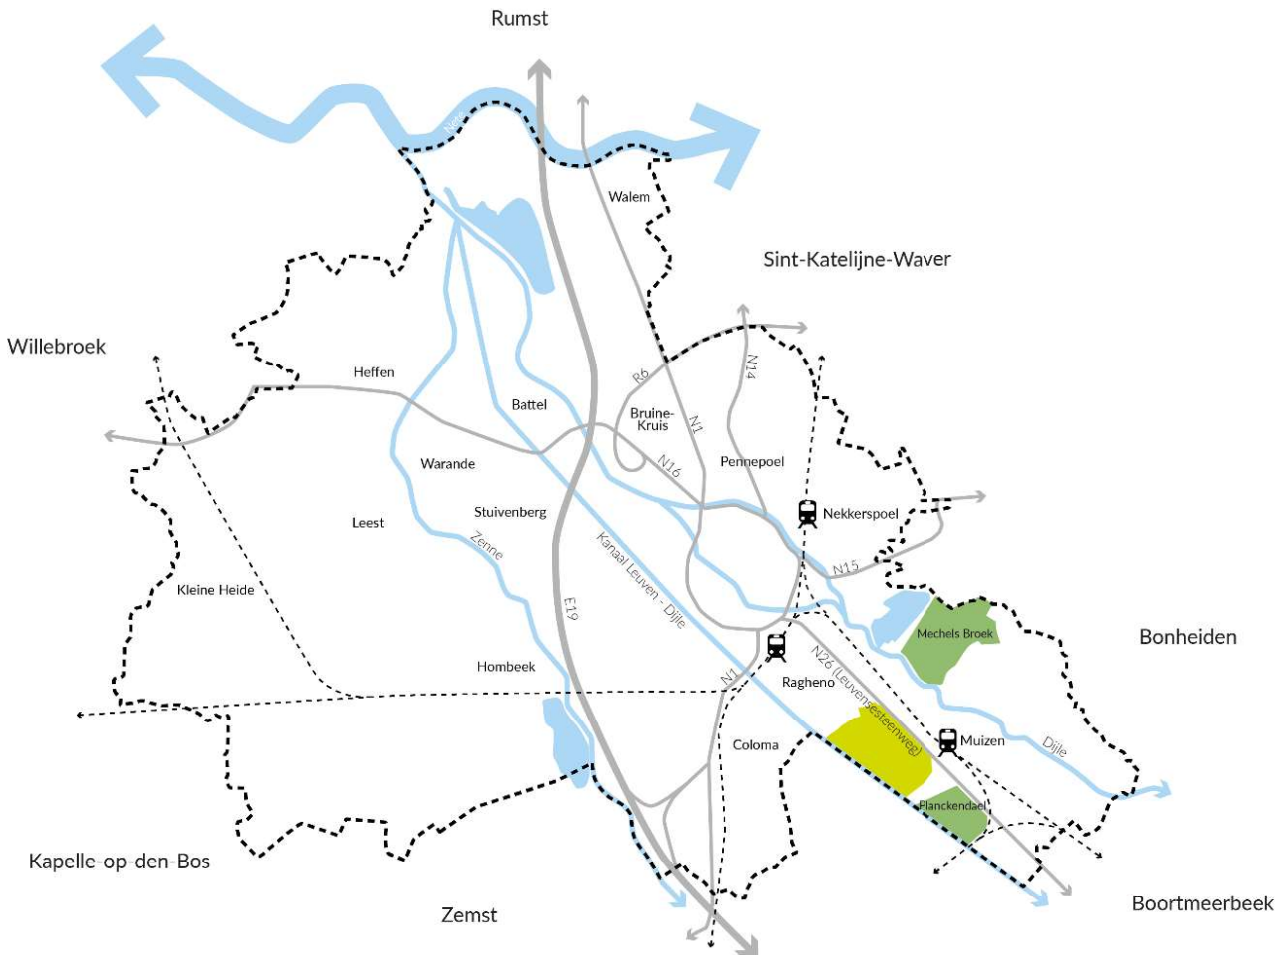 Rumst
Nete
Walem
Sint-Katelijne-Waver
Willebroek
Heffen
R6
N14
Battel
Bruine-
Kruis
N1
Warande
N16
Pennepoel
Leest
Stuivenberg
Nekkerspoel
Zenne
Kanaal Leuven - Dijle
N15
Kleine Heide
E19
Mechels Broek
Bonheiden
Hombeek
N1
Ragheno
N26 (Leuvensesteenweg)
Coloma
Muizen
Dijle
Planckendael
Kapelle-op-den-Bos
Zemst
Boortmeerbeek